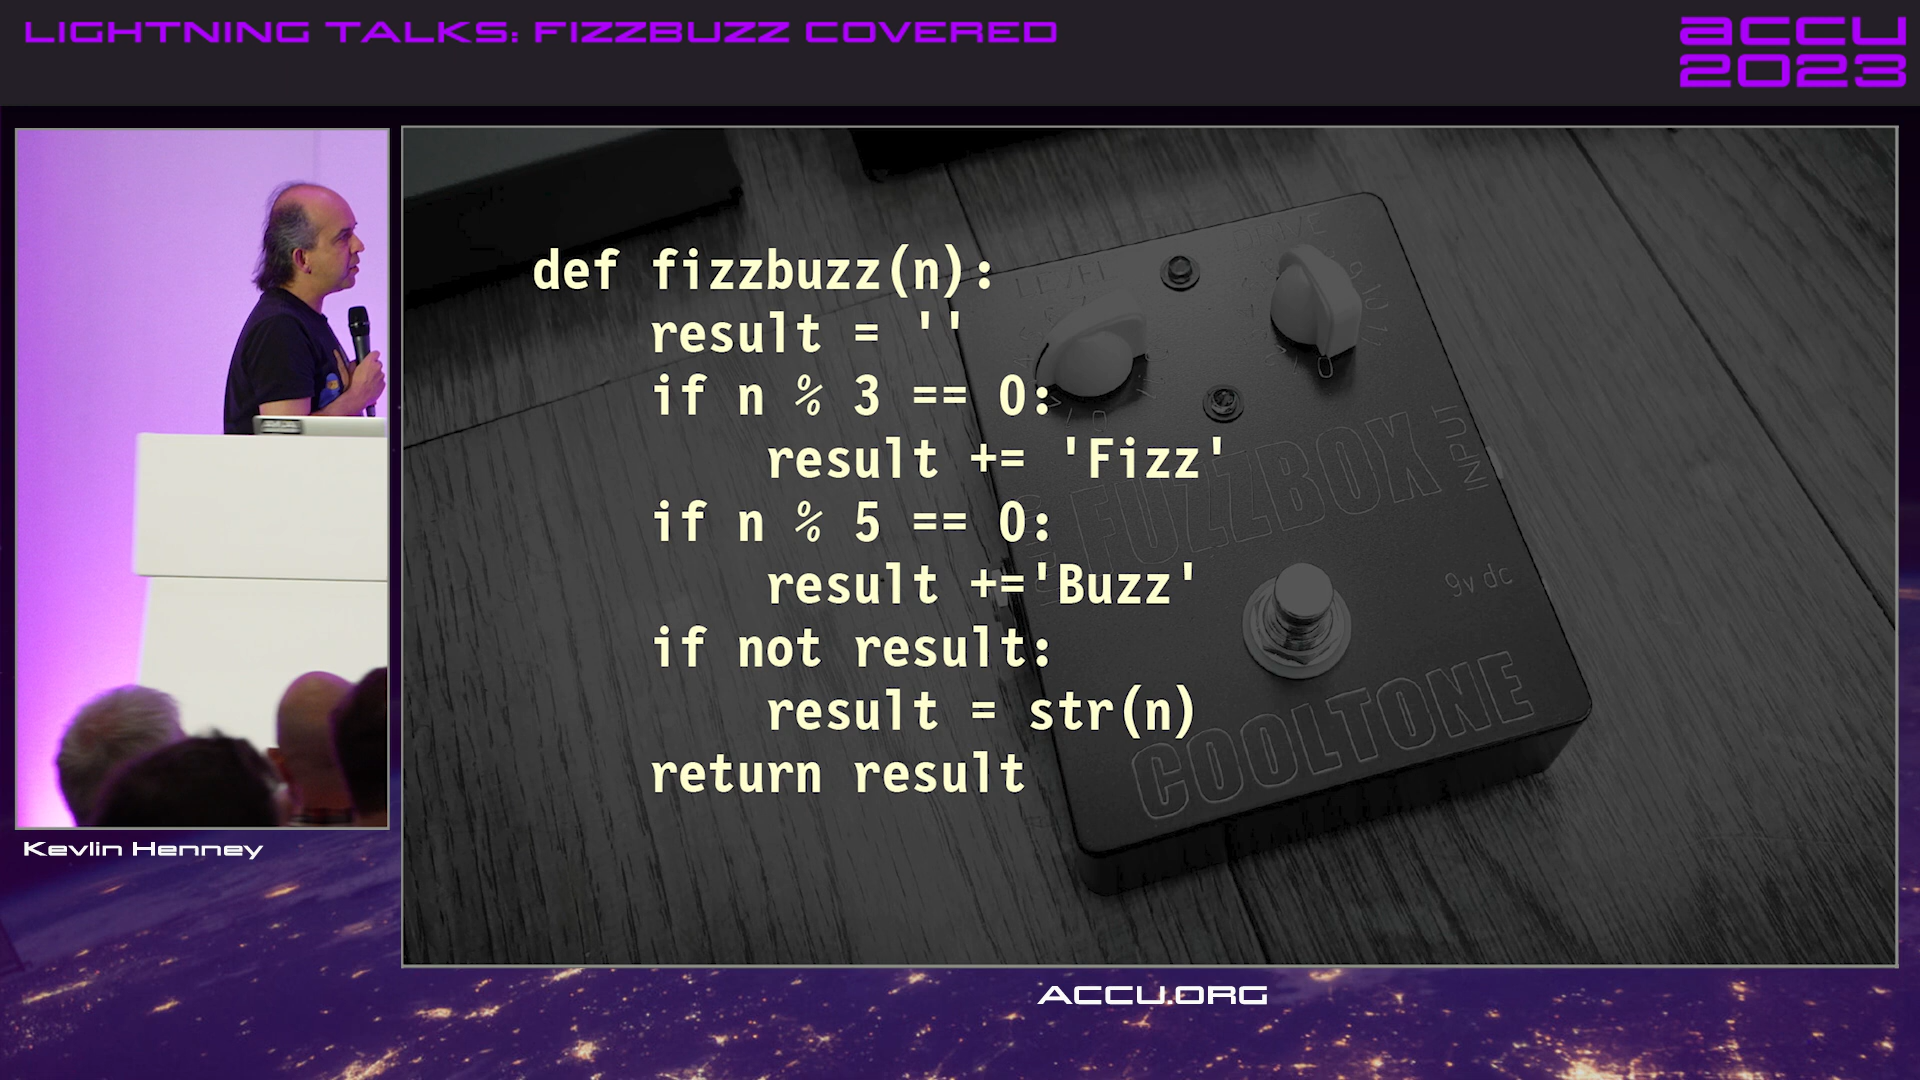 LIGHTNING TALKS: FIZZBUZZ COVERED
accu
2023
def fizzbuzz(n):
result = ''
if n % 3 == 0:
result += 'Fizz'
if n % 5 == 0:
result +='Buzz'
if not result:
result = str(n)
return result
FUZZBOX
INPUT
9v dc
COOLTONE
Kevlin Henney
ACCU.ORG